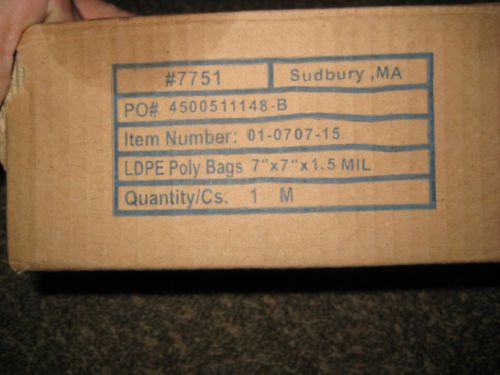 #7751 Sudbury ,MA
PO# 4500511148-B
Item Number: 01-0707-15
LDPE Poly Bags 7"x7"x1.5 MIL
Quantity/Cs. 1 M